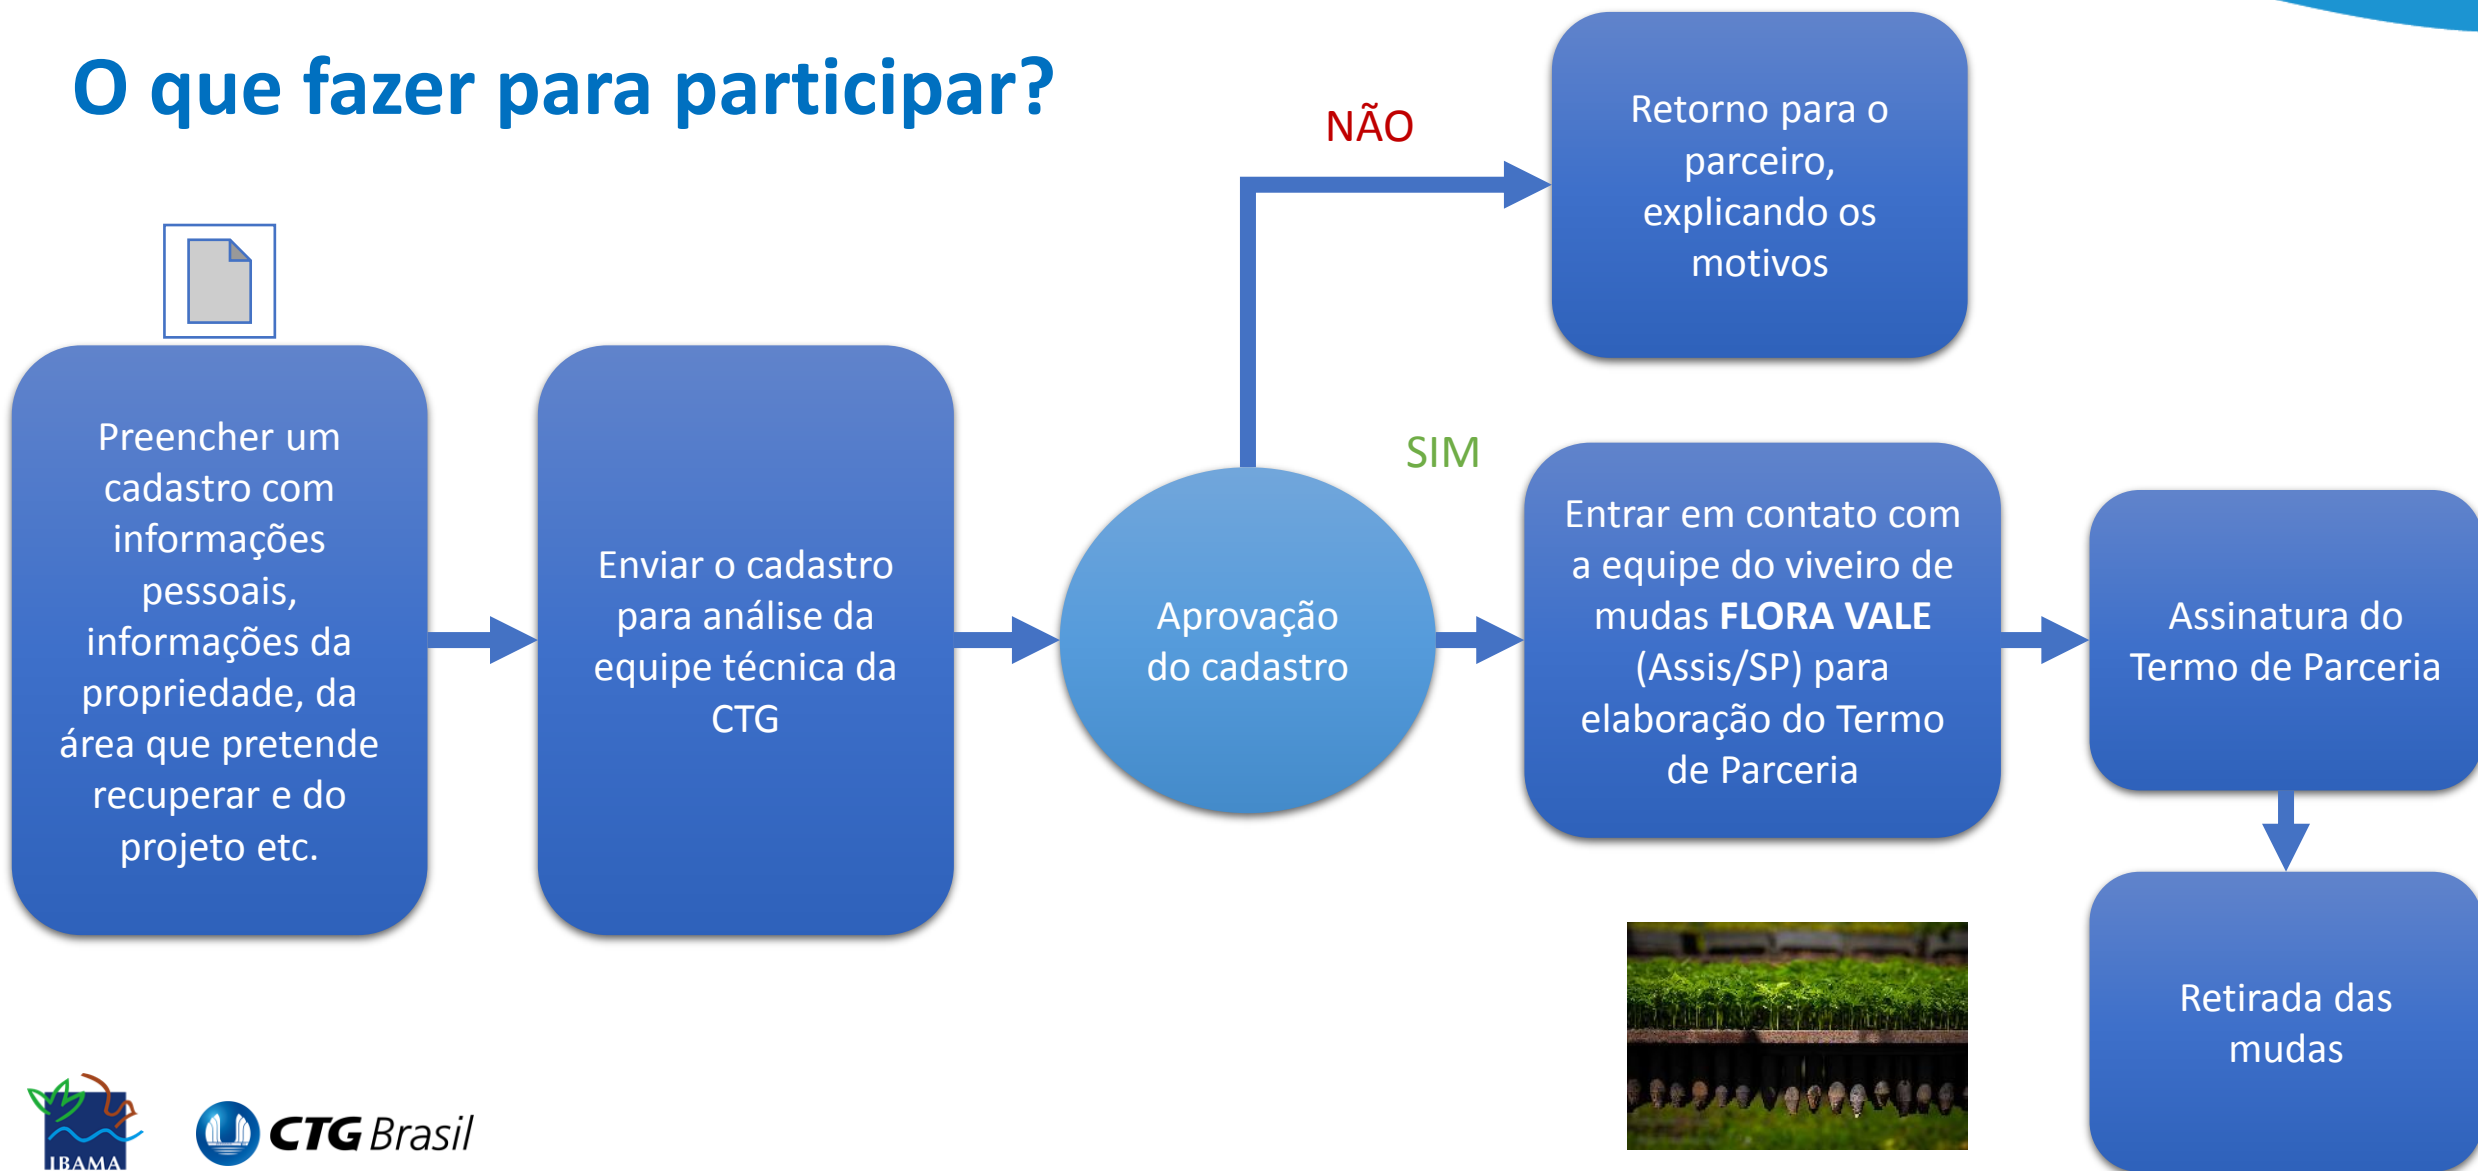 O que fazer para participar?
NÃO
Retorno para o
parceiro,
explicando os
motivos
Preencher um
cadastro com
informações
pessoais,
informações da
propriedade, da
área que pretende
recuperar e do
projeto etc.
Enviar o cadastro
para análise da
equipe técnica da
CTG
Aprovação
do cadastro
SIM
Entrar em contato com
a equipe do viveiro de
mudas FLORA VALE
(Assis/SP) para
elaboração do Termo
de Parceria
Assinatura do
Termo de Parceria
Retirada das
mudas
IBAMA
CTG Brasil